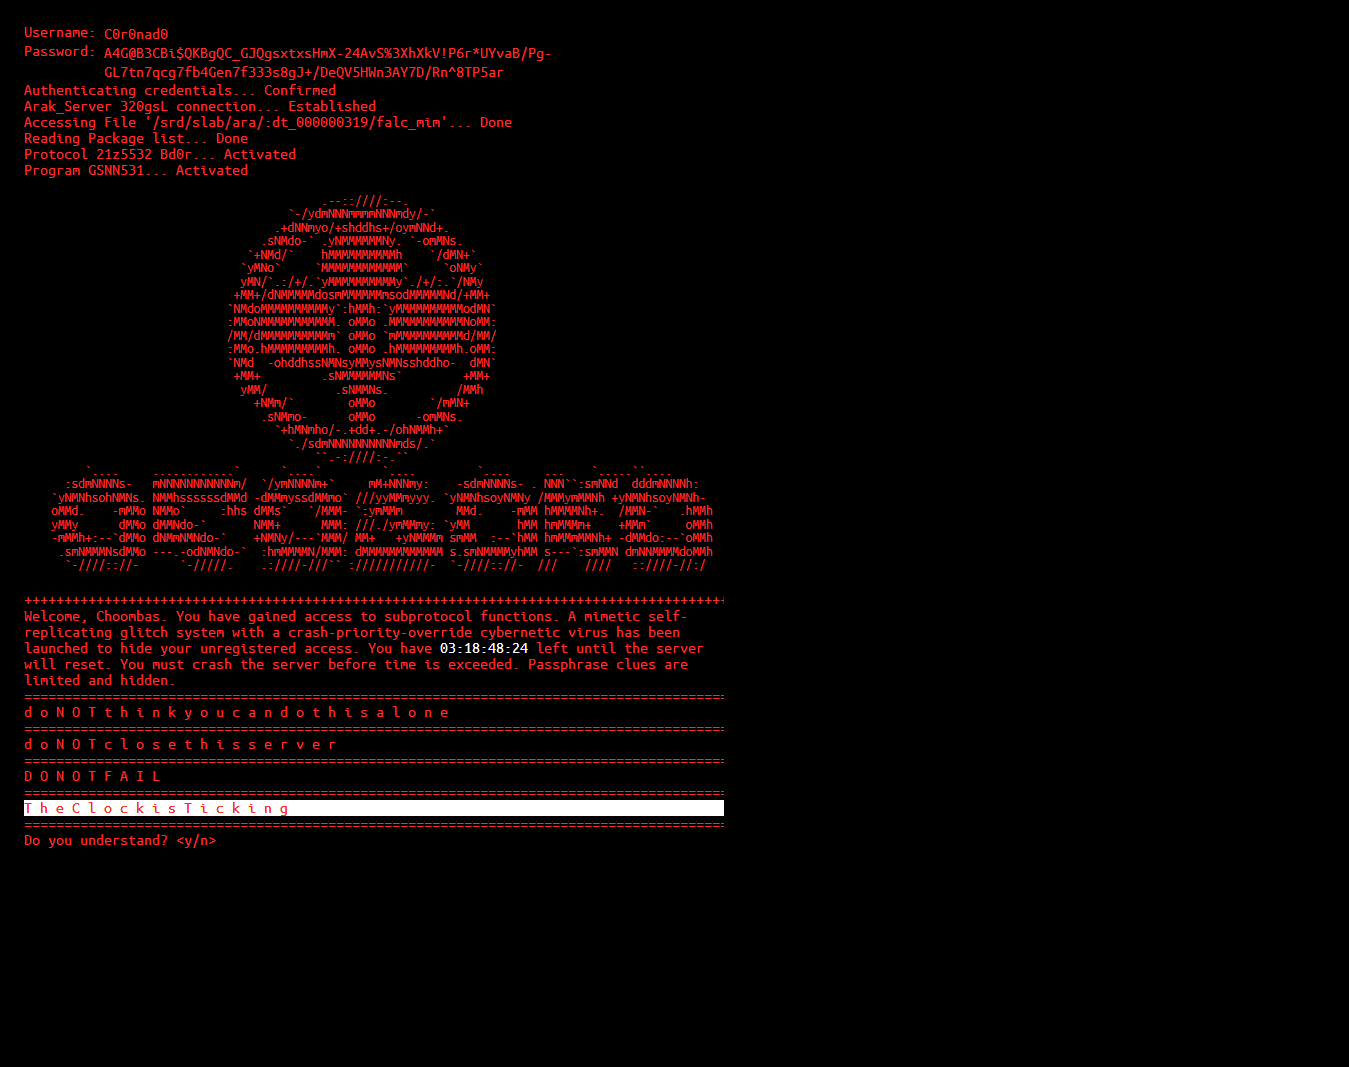 Username: C0r0nad0
Password: A4G@B3CBi$QKBgQC_GJQgsxtxsHmX-24AvS%3XhXkV!P6r*UYvaB/Pg-
GL7tn7qcg7fb4Gen7f333s8gJ+/DeQV5HWn3AY7D/Rn^8TP5ar
Authenticating credentials... Confirmed
Arak_Server 320gsL connection... Established
Accessing File '/srd/slab/ara/:dt_000000319/falc_mim'... Done
Reading Package list... Done
Protocol 21z5532 Bd0r... Activated
Program GSNN531... Activated
Welcome, Choombas. You have gained access to subprotocol functions. A mimetic self-
replicating glitch system with a crash-priority-override cybernetic virus has been
launched to hide your unregistered access. You have 03:18:48:24 left until the server
will reset. You must crash the server before time is exceeded. Passphrase clues are
limited and hidden.
d o N O T t h i n k y o u c a n d o t h i s a l o n e
d o N O T c l o s e t h i s s e r v e r
D O N O T F A I L
T h e C l o c k i s T i c k i n g
Do you understand? <y/n>